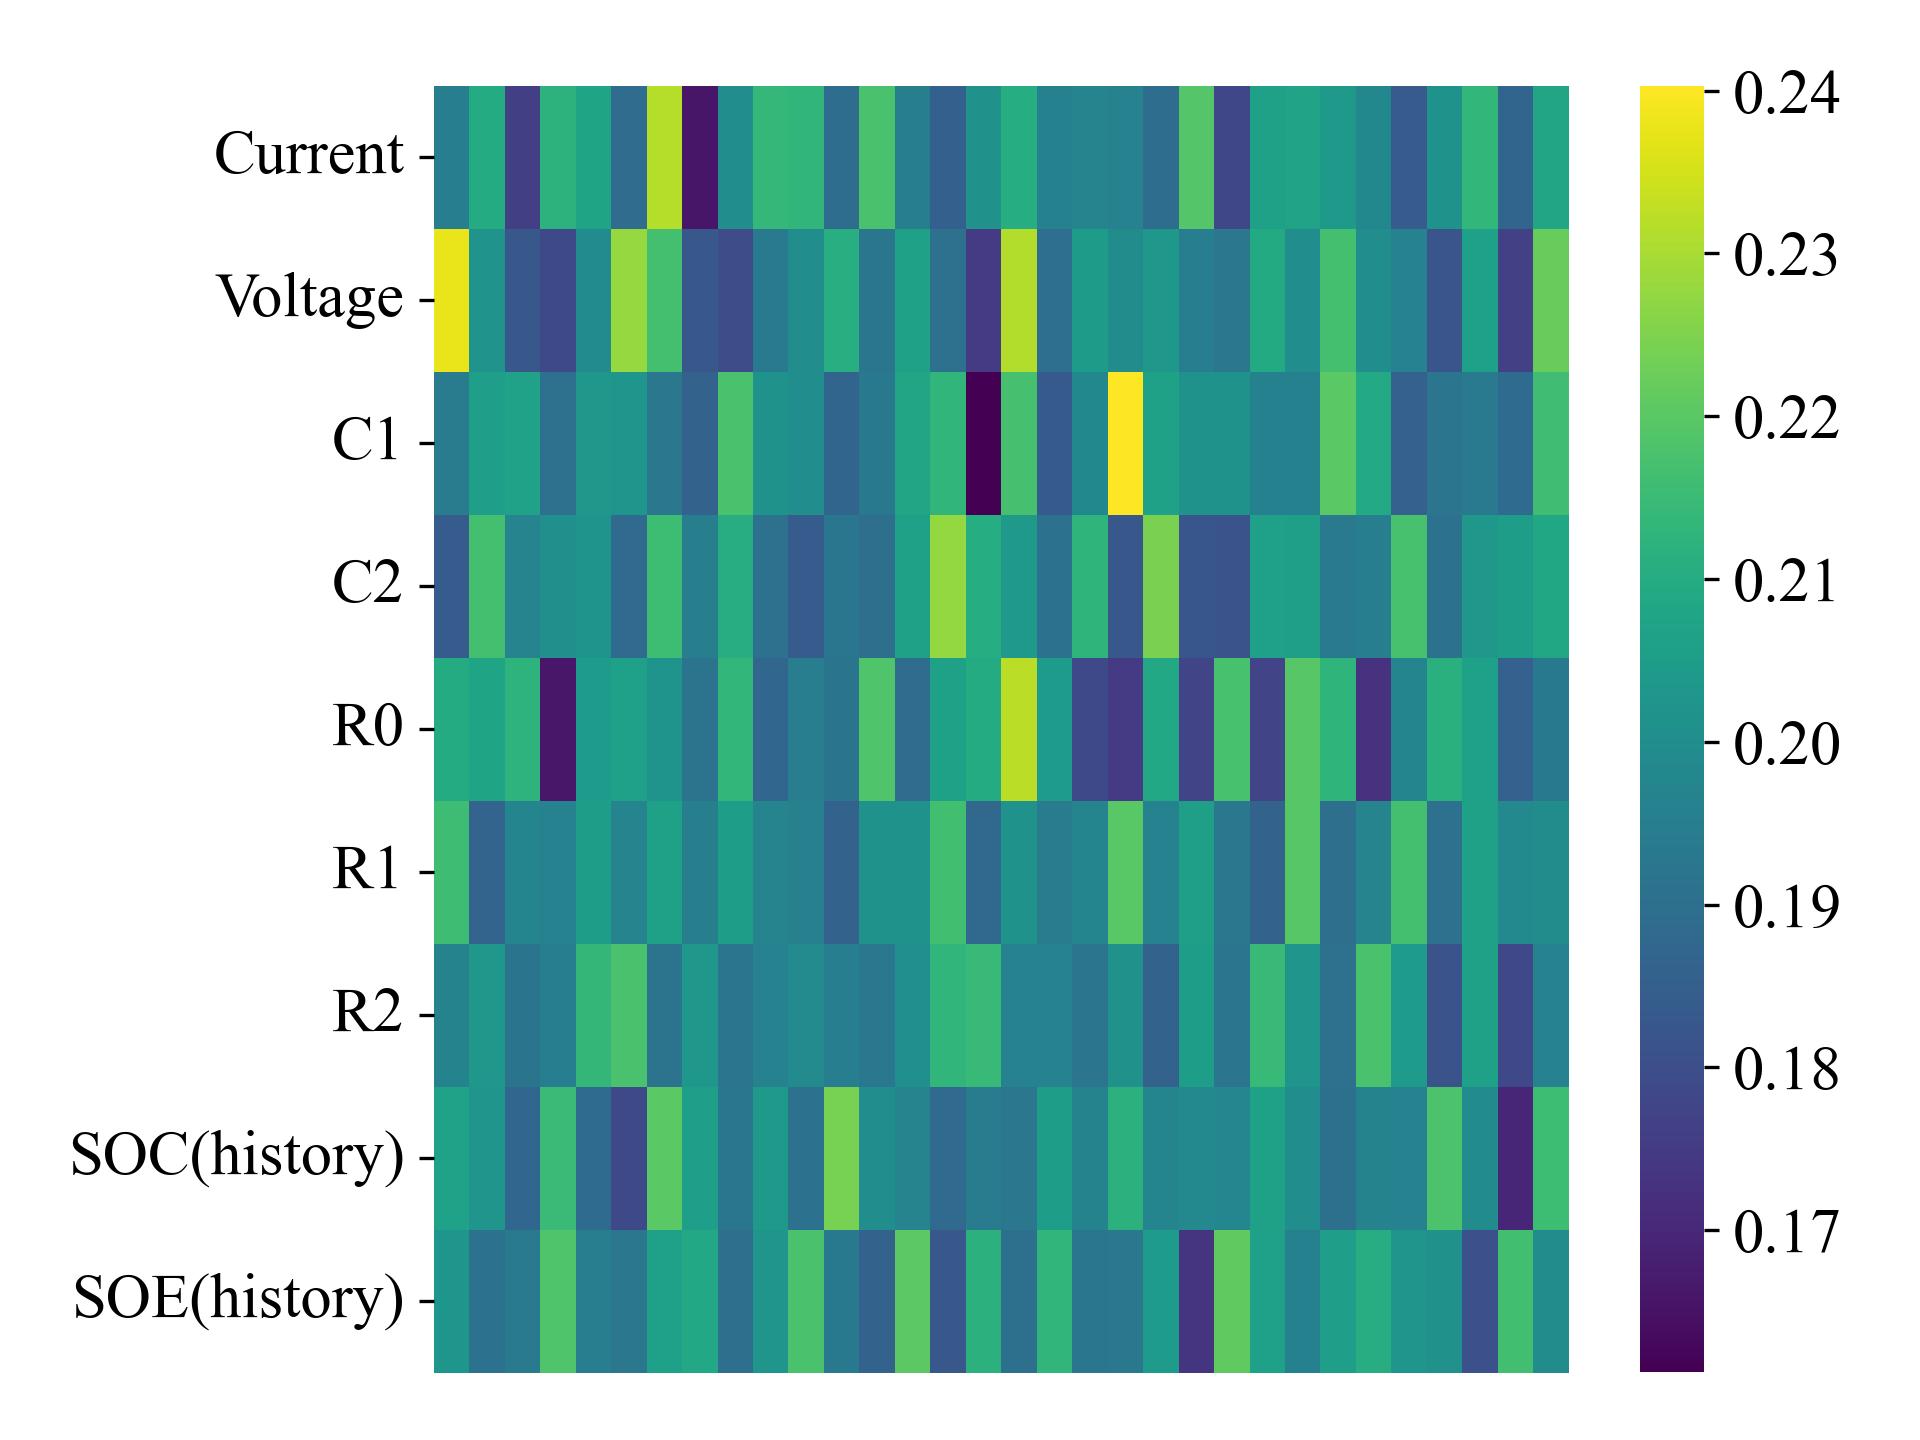 Current
Voltage
C1
C2
R0
R1
R2
SOC(history)
SOE(history)
0.24
0.23
0.22
0.21
0.20
0.19
0.18
0.17